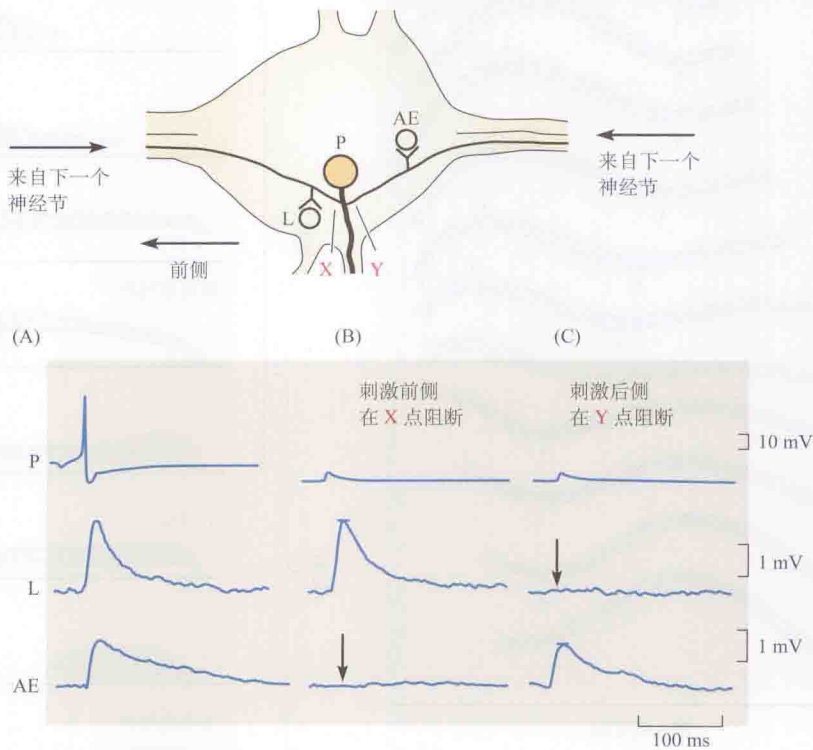 AE
P
来自下一个
神经节
来自下一个
神经节
L
X
Y
前侧
(A)
(B)
(C)
刺激前侧
在 X 点阻断
刺激后侧
在 Y 点阻断
P
10 mV
L
1 mV
AE
1 mV
100 ms